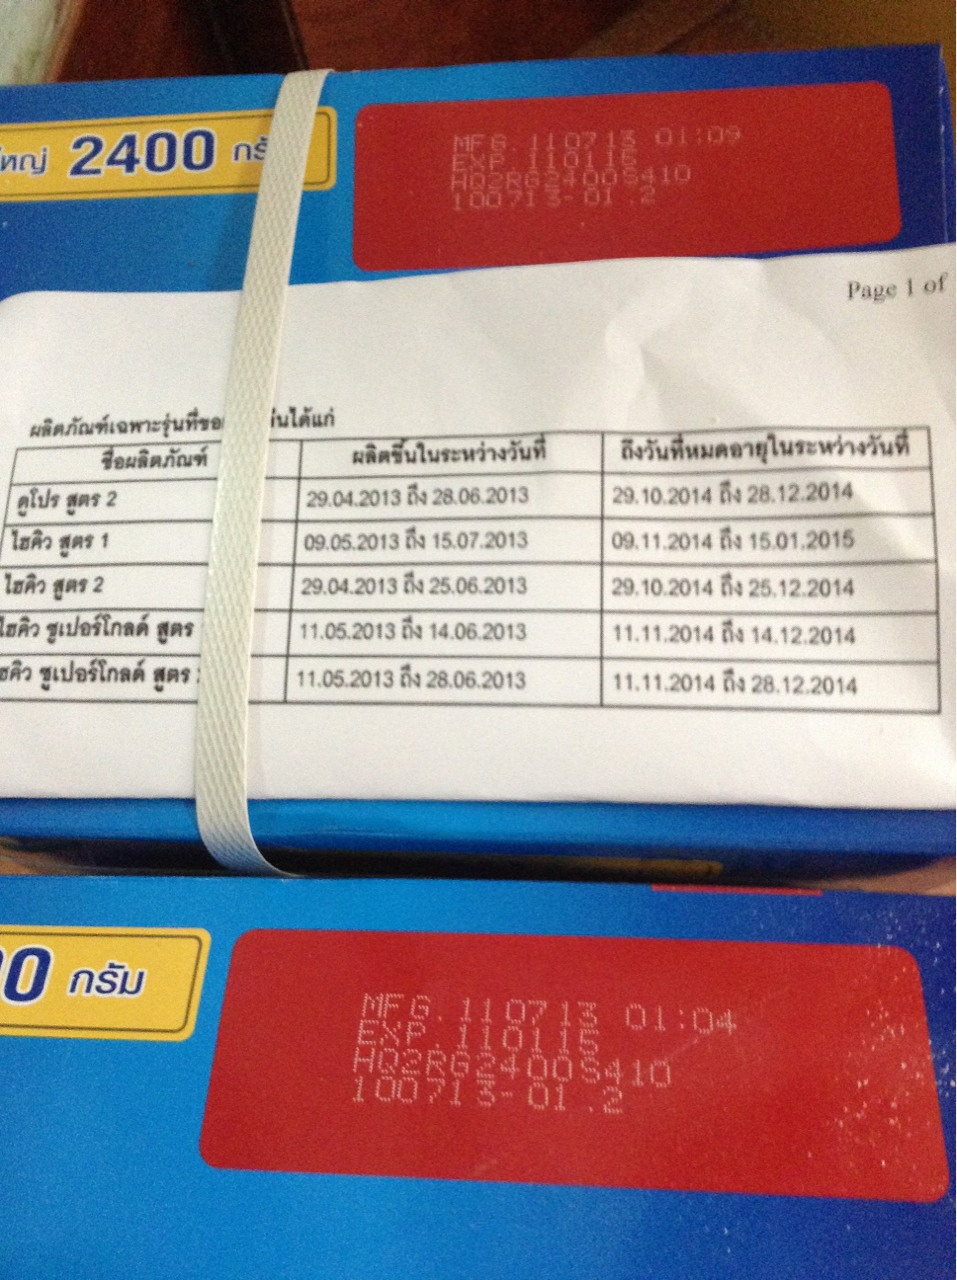 ใหญ่ 2400
MFG.110713 01:09
EXP.110115
HQ2RG2400S410
100713-01.2
Page 1 of
ผลิตภัณฑ์เฉพาะรุ่นที่ ได้แก่
ชื่อผลิตภัณฑ์ ผลิตขึ้นในระหว่างวันที่ ถึงวันที่หมดอายุในระหว่างวันที่
ดูโปร สูตร 2 29.04.2013 ถึง 28.06.2013 29.10.2014 ถึง 28.12.2014
ไฮคิว สูตร 1 09.05.2013 ถึง 15.07.2013 09.11.2014 ถึง 15.01.2015
ไฮคิว สูตร 2 29.04.2013 ถึง 25.06.2013 29.10.2014 ถึง 25.12.2014
ไฮคิว ซูเปอร์โกลด์ สูตร 11.05.2013 ถึง 14.06.2013 11.11.2014 ถึง 14.12.2014
ฮคิว ซูเปอร์โกลด์ สูตร 11.05.2013 ถึง 28.06.2013 11.11.2014 ถึง 28.12.2014
00 กรัม
MFG.110713 01:04
EXP.110115
HQ2RG2400S410
100713-01.2